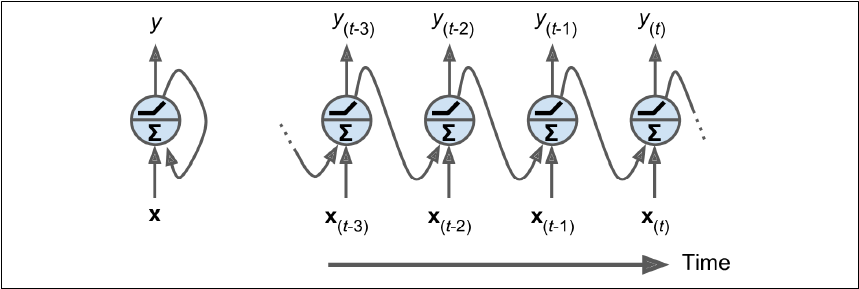 y y(t-3) y(t-2) y(t-1) y(t)
Σ Σ Σ Σ Σ
x x(t-3) x(t-2) x(t-1) x(t)
Time